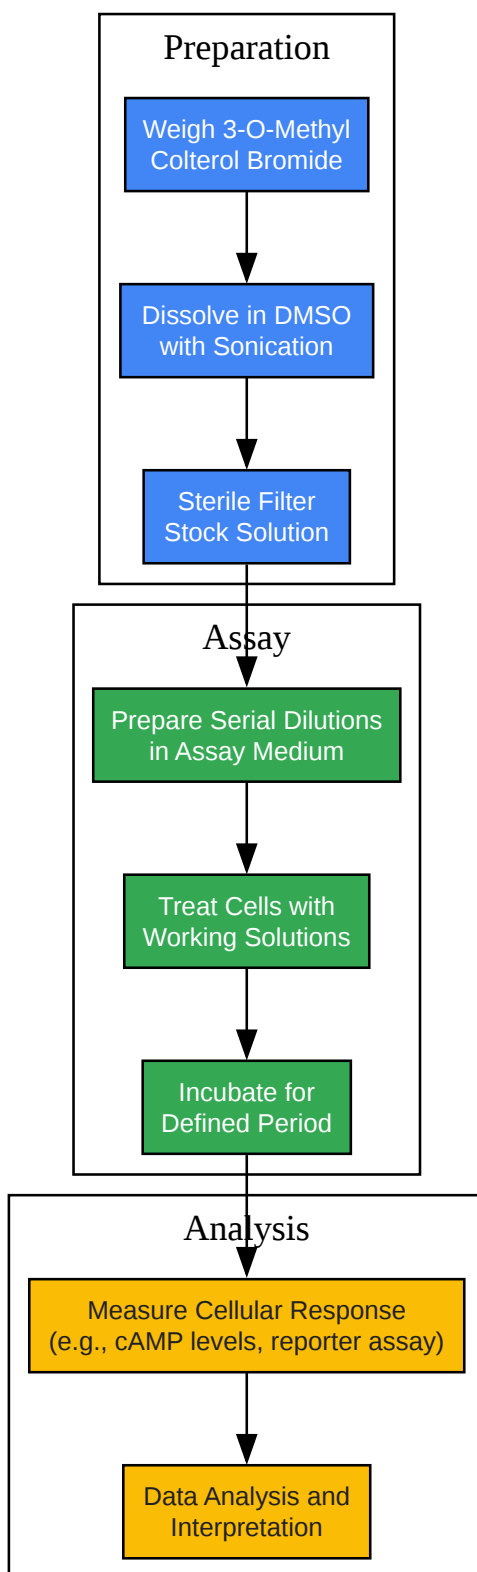 Preparation
Weigh 3-O-Methyl
Colterol Bromide
Dissolve in DMSO
with Sonication
Sterile Filter
Stock Solution
Assay
Prepare Serial Dilutions
in Assay Medium
Treat Cells with
Working Solutions
Incubate for
Defined Period
Analysis
Measure Cellular Response
(e.g., cAMP levels, reporter assay)
Data Analysis and
Interpretation